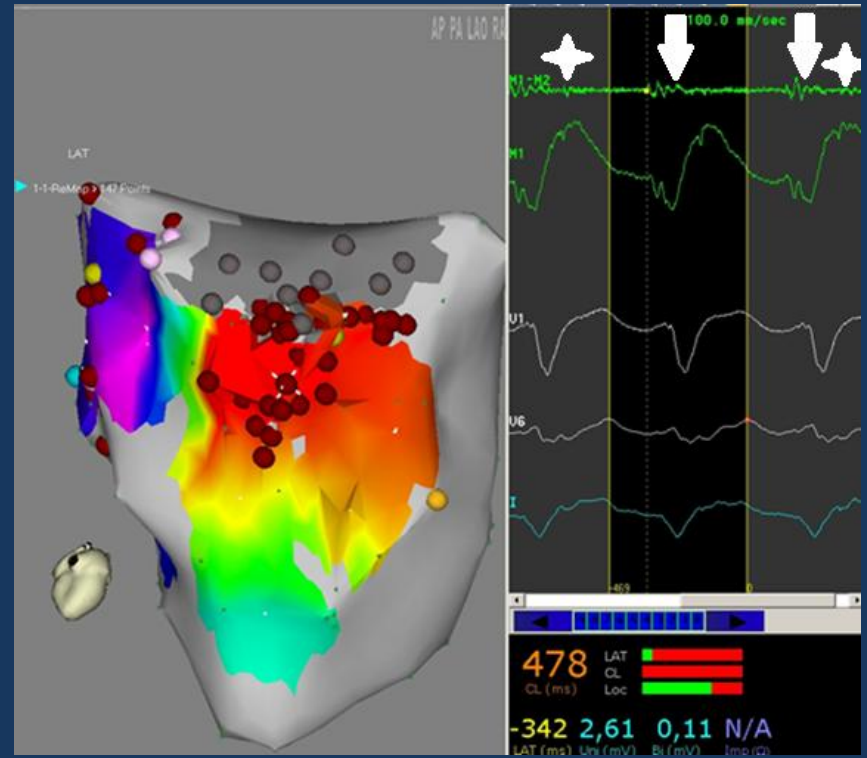 AP PA LAO RA
LAT
1-1-ReMap > 147 Points
100.0 mm/sec
M1-M2
M1
V1
V6
I
-469
0
478
CL (ms)
LAT
CL
Loc
-342 2,61 0,11 N/A
LAT (ms) Uni (mV) Bi (mV) Imp (Ω)